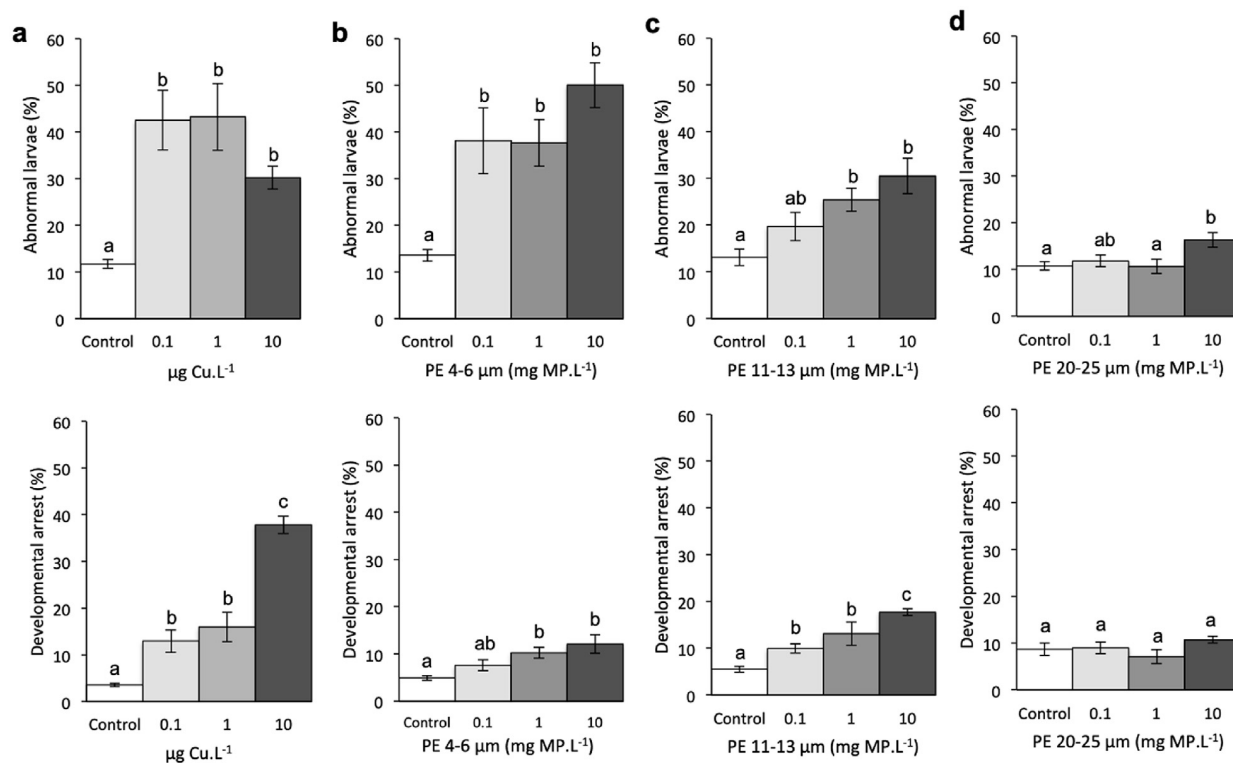 a
Abnormal larvae (%)
60
50
40
30
20
10
0
a
b
b
b
Control 0.1 1 10
µg Cu.L-1
b
Abnormal larvae (%)
60
50
40
30
20
10
0
a
b
b
b
Control 0.1 1 10
PE 4-6 µm (mg MP.L-1)
c
Abnormal larvae (%)
60
50
40
30
20
10
0
a
ab
b
b
Control 0.1 1 10
PE 11-13 µm (mg MP.L-1)
d
Abnormal larvae (%)
60
50
40
30
20
10
0
a
ab
a
b
Control 0.1 1 10
PE 20-25 µm (mg MP.L-1)
Developmental arrest (%)
60
50
40
30
20
10
0
a
b
b
c
Control 0.1 1 10
µg Cu.L-1
Developmental arrest (%)
60
50
40
30
20
10
0
a
ab
b
b
Control 0.1 1 10
PE 4-6 µm (mg MP.L-1)
Developmental arrest (%)
60
50
40
30
20
10
0
a
b
b
c
Control 0.1 1 10
PE 11-13 µm (mg MP.L-1)
Developmental arrest (%)
60
50
40
30
20
10
0
a
a
a
a
Control 0.1 1 10
PE 20-25 µm (mg MP.L-1)